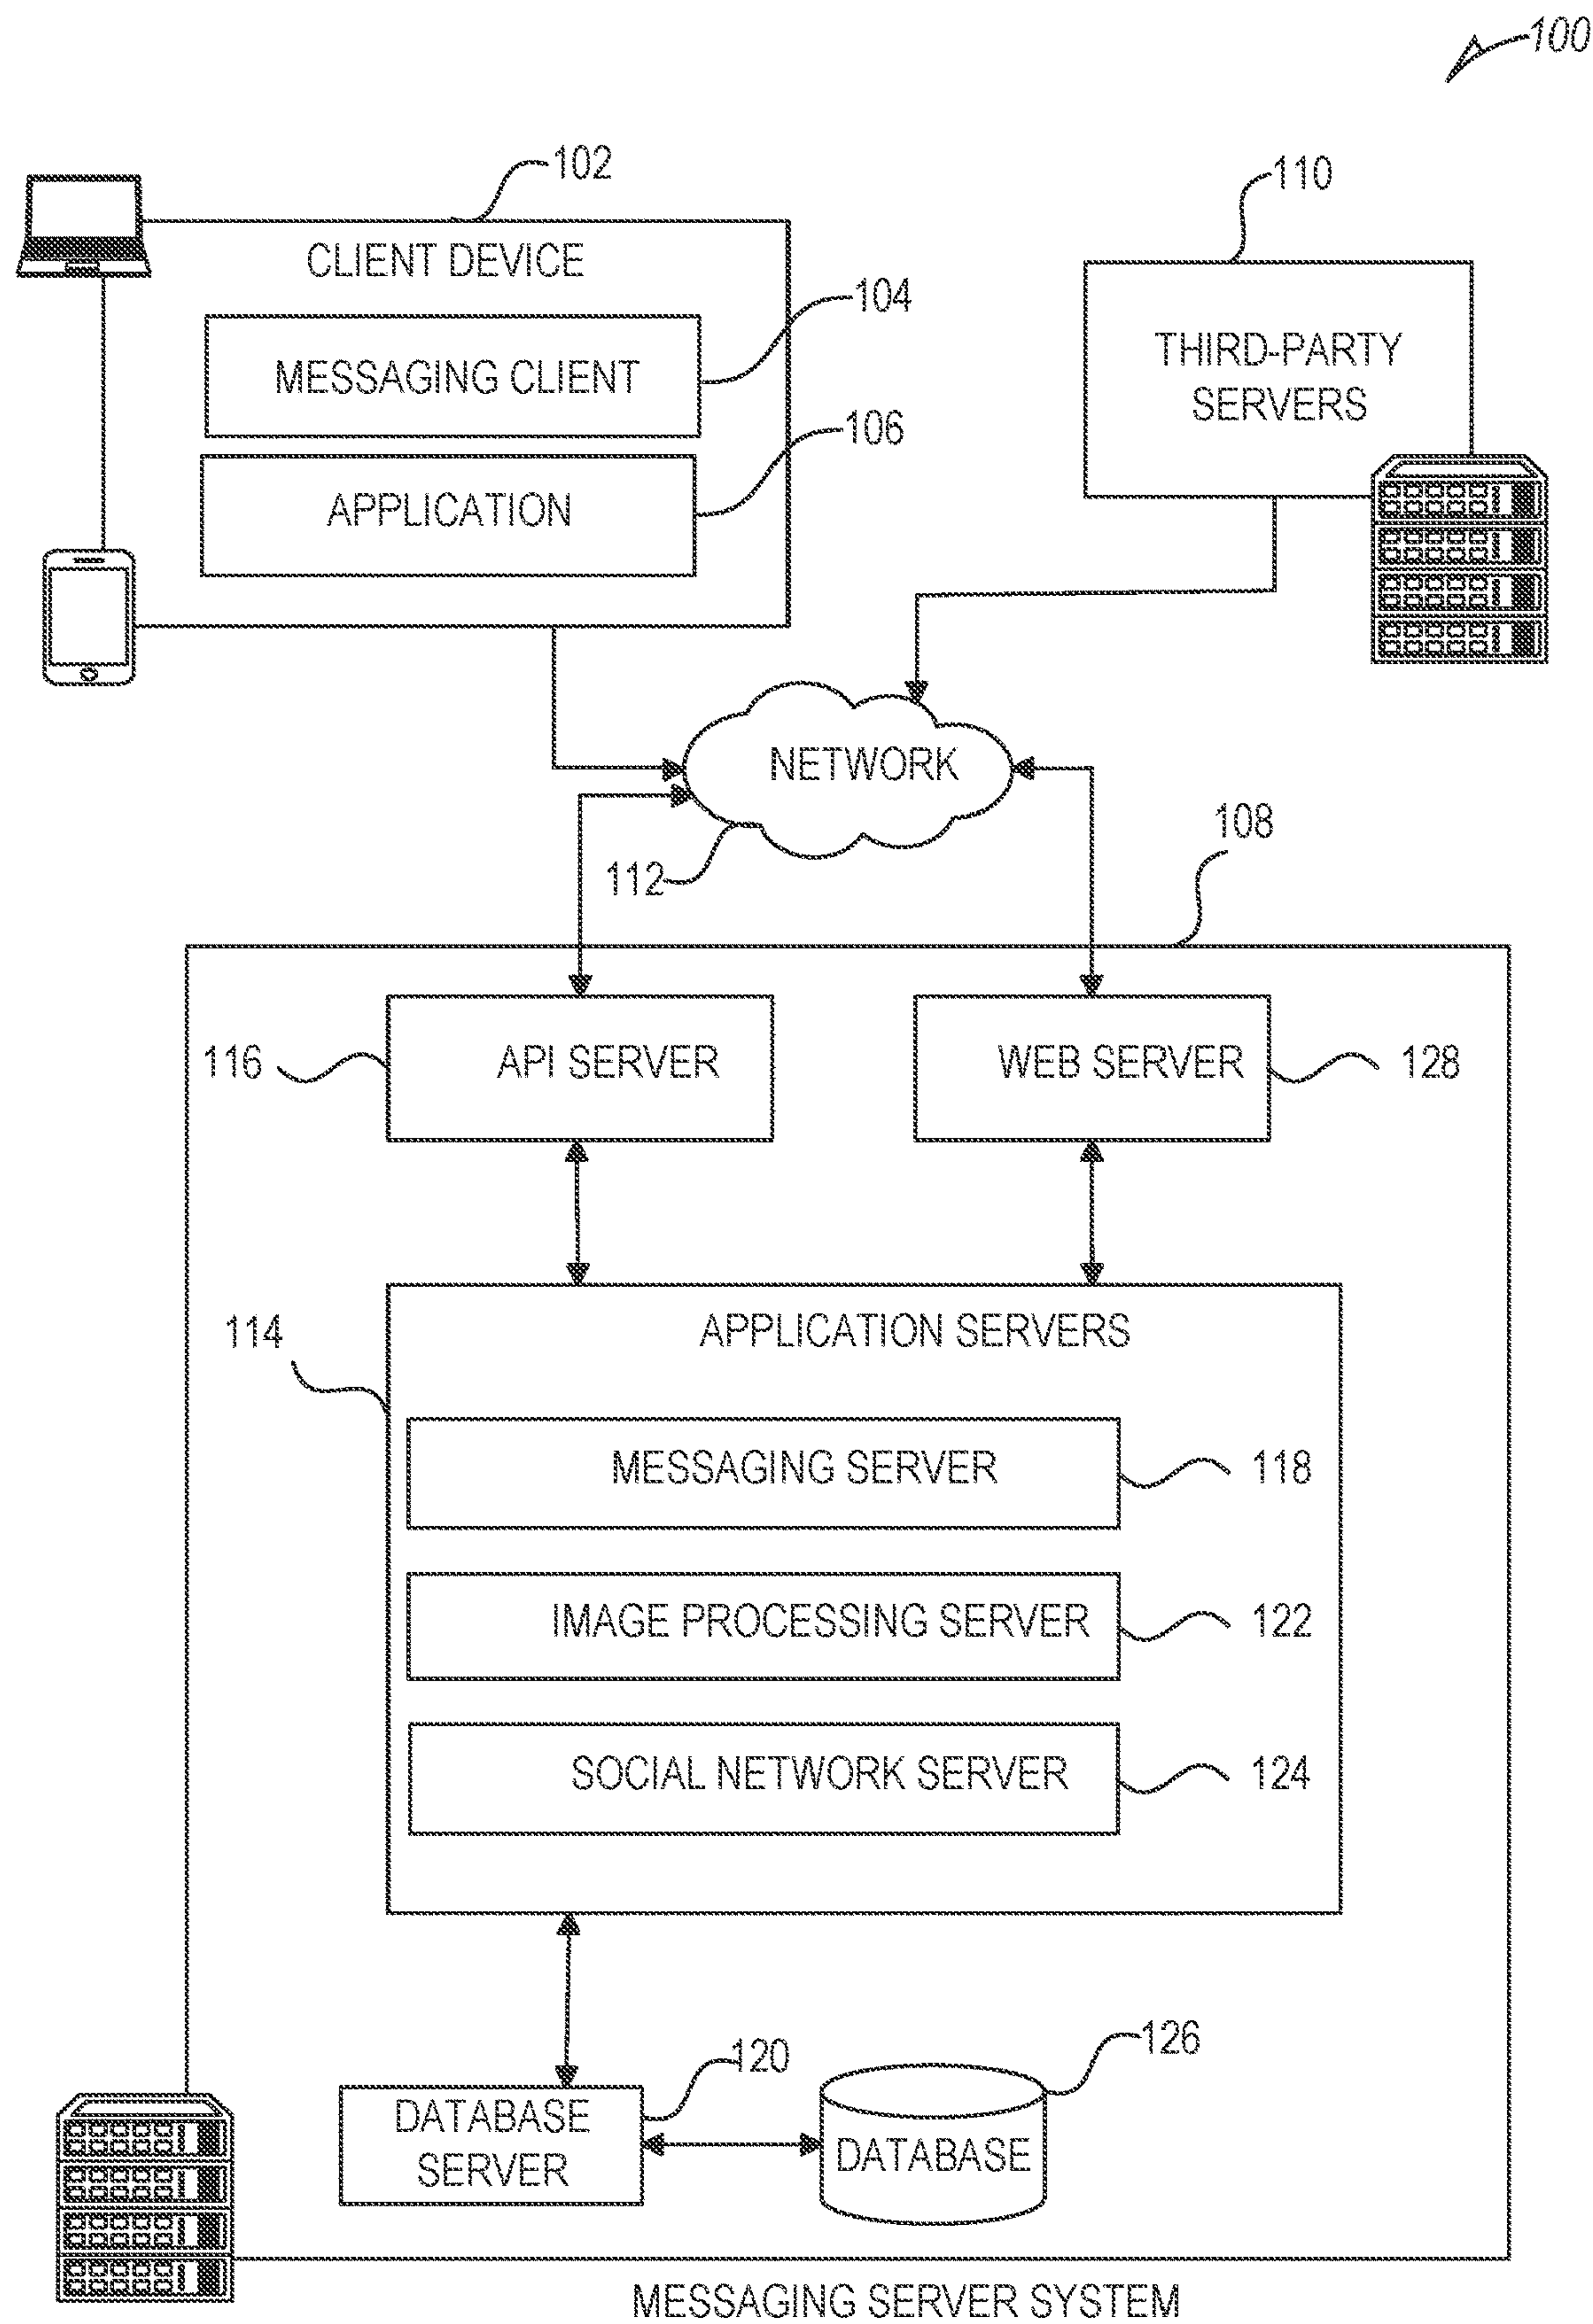 100
102
110
CLIENT DEVICE
104
MESSAGING CLIENT
THIRD-PARTY
SERVERS
106
APPLICATION
NETWORK
112
108
116
API SERVER
WEB SERVER
128
114
APPLICATION SERVERS
MESSAGING SERVER
118
IMAGE PROCESSING SERVER
122
SOCIAL NETWORK SERVER
124
120
126
DATABASE
SERVER
DATABASE
MESSAGING SERVER SYSTEM